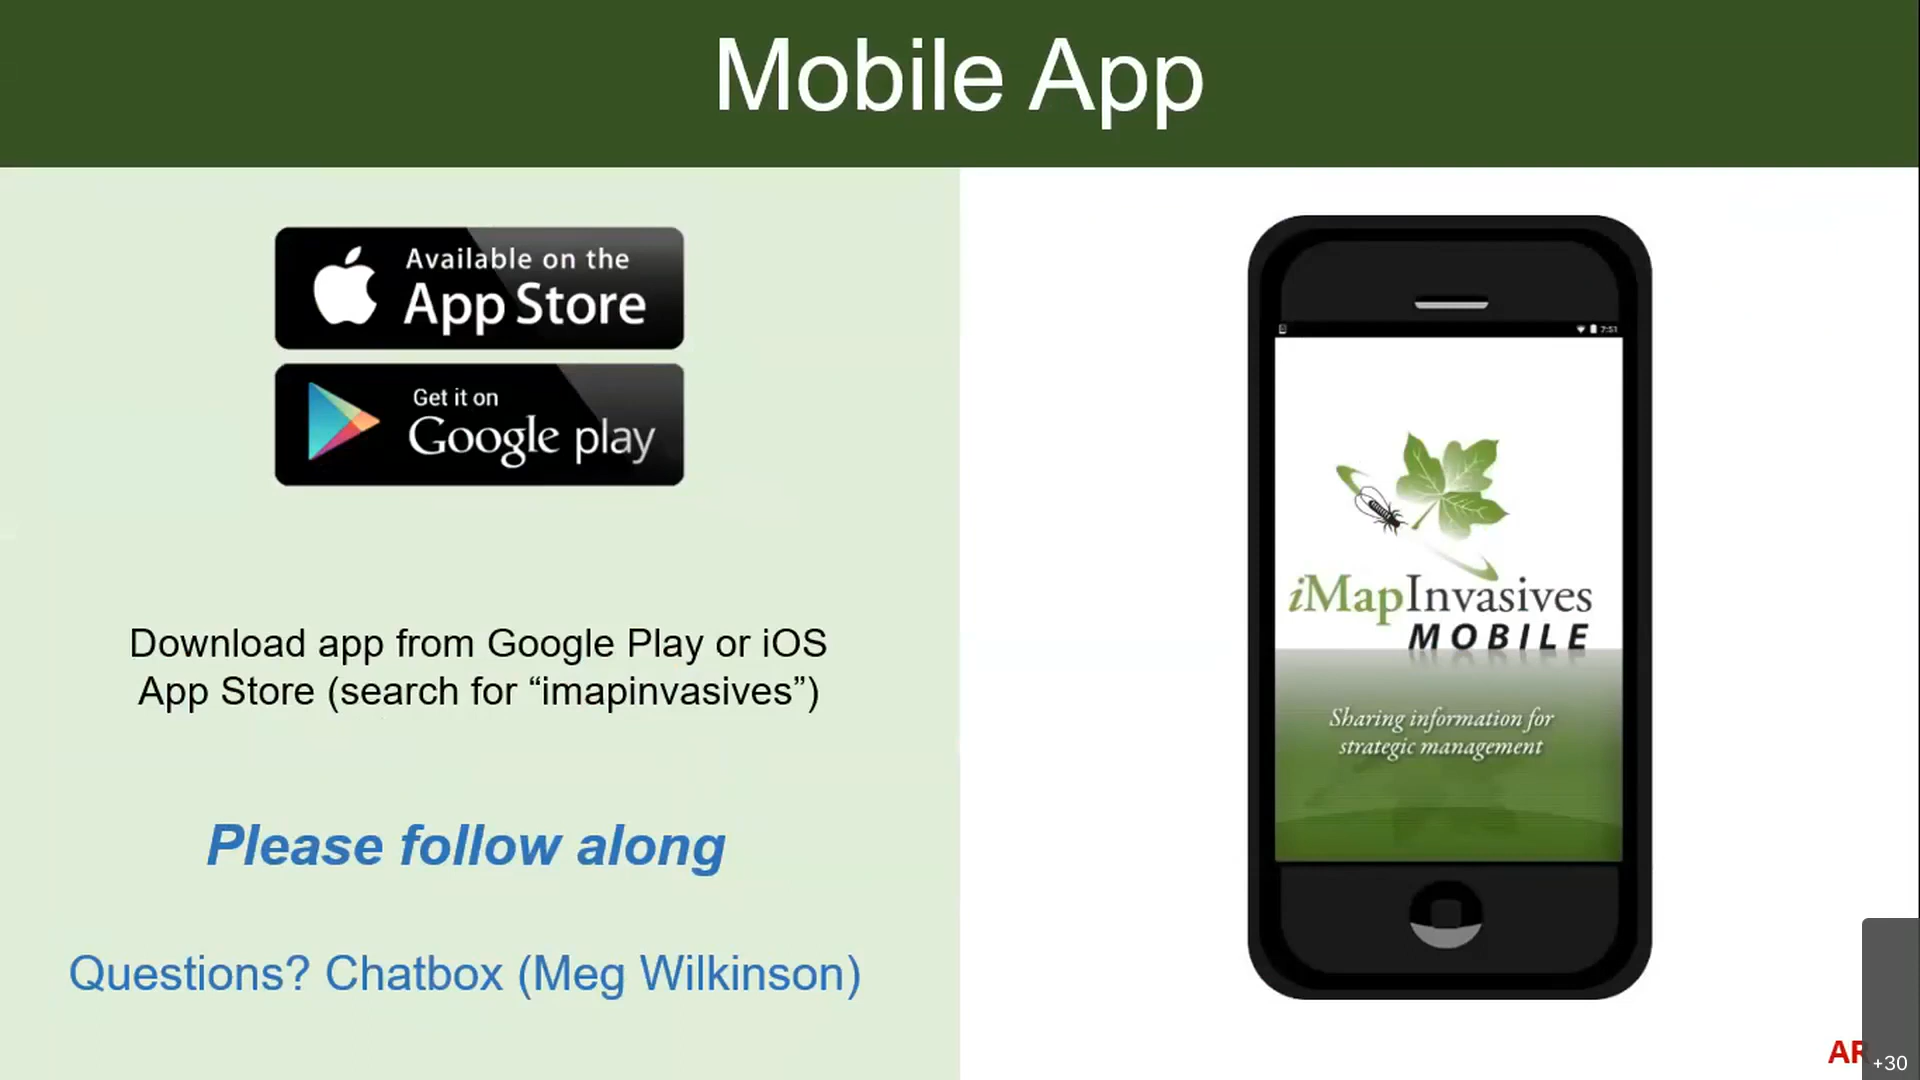 Mobile App
Available on the
App Store
Get it on
Google play
Download app from Google Play or iOS
App Store (search for “imapinvasives”)
Please follow along
Questions? Chatbox (Meg Wilkinson)
7:51
iMapInvasives
MOBILE
Sharing information for
strategic management
+30